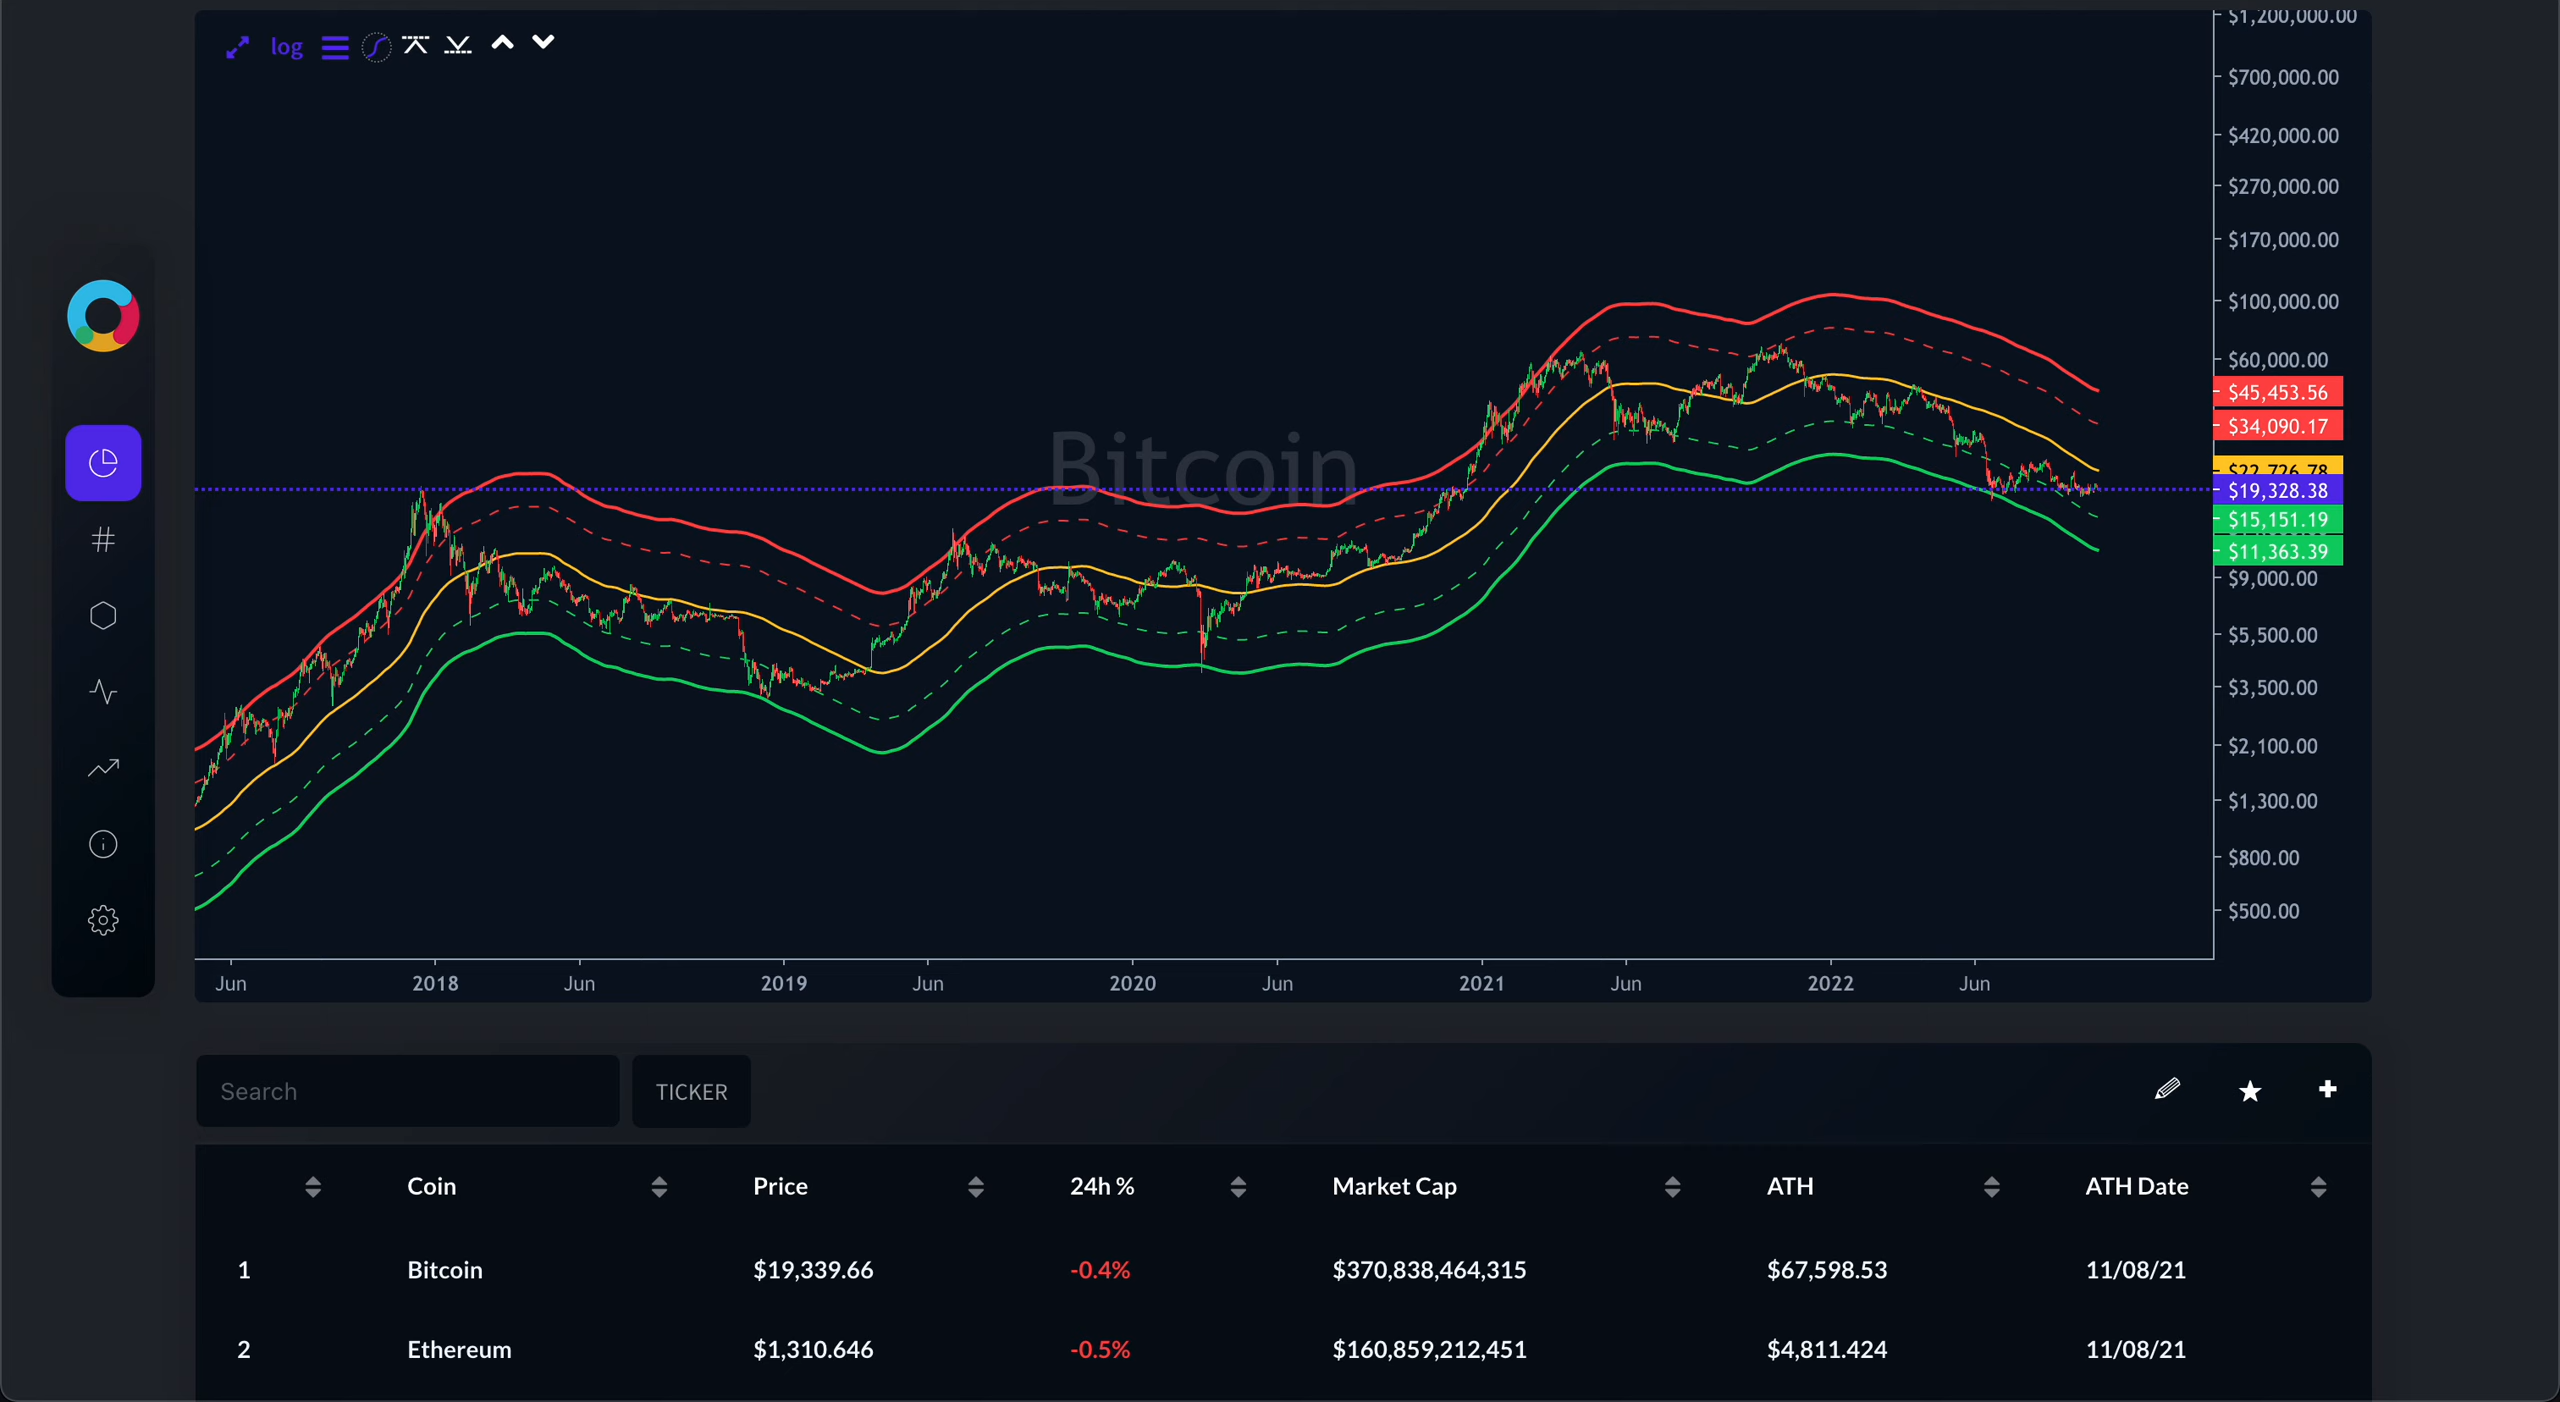 log
Bitcoin
$1,200,000.00
$700,000.00
$420,000.00
$270,000.00
$170,000.00
$100,000.00
$60,000.00
$45,453.56
$34,090.17
$22,726.78
$19,328.38
$15,151.19
$11,363.39
$9,000.00
$5,500.00
$3,500.00
$2,100.00
$1,300.00
$800.00
$500.00
Jun 2018 Jun 2019 Jun 2020 Jun 2021 Jun 2022 Jun
Search TICKER
Coin Price 24h % Market Cap ATH ATH Date
1 Bitcoin $19,339.66 -0.4% $370,838,464,315 $67,598.53 11/08/21
2 Ethereum $1,310.646 -0.5% $160,859,212,451 $4,811.424 11/08/21